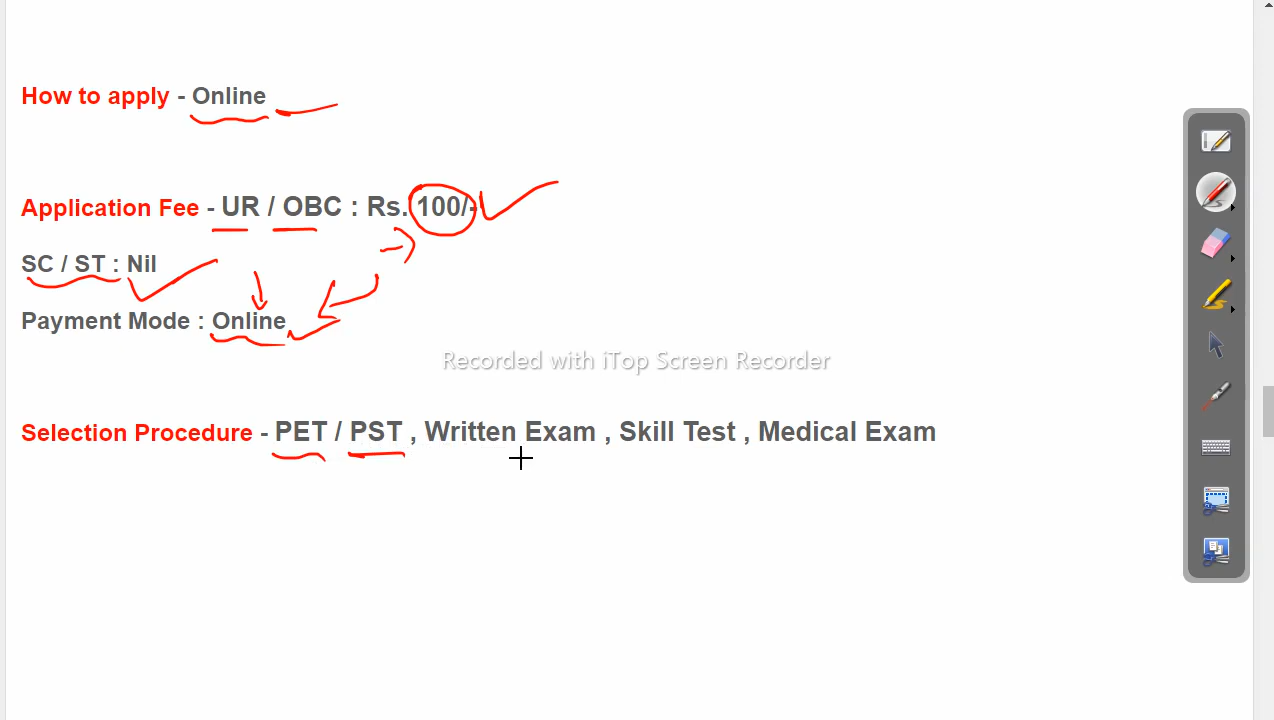 How to apply - Online
Application Fee - UR / OBC : Rs. 100/-
SC / ST : Nil
Payment Mode : Online
Recorded with iTop Screen Recorder
Selection Procedure - PET / PST , Written Exam , Skill Test , Medical Exam